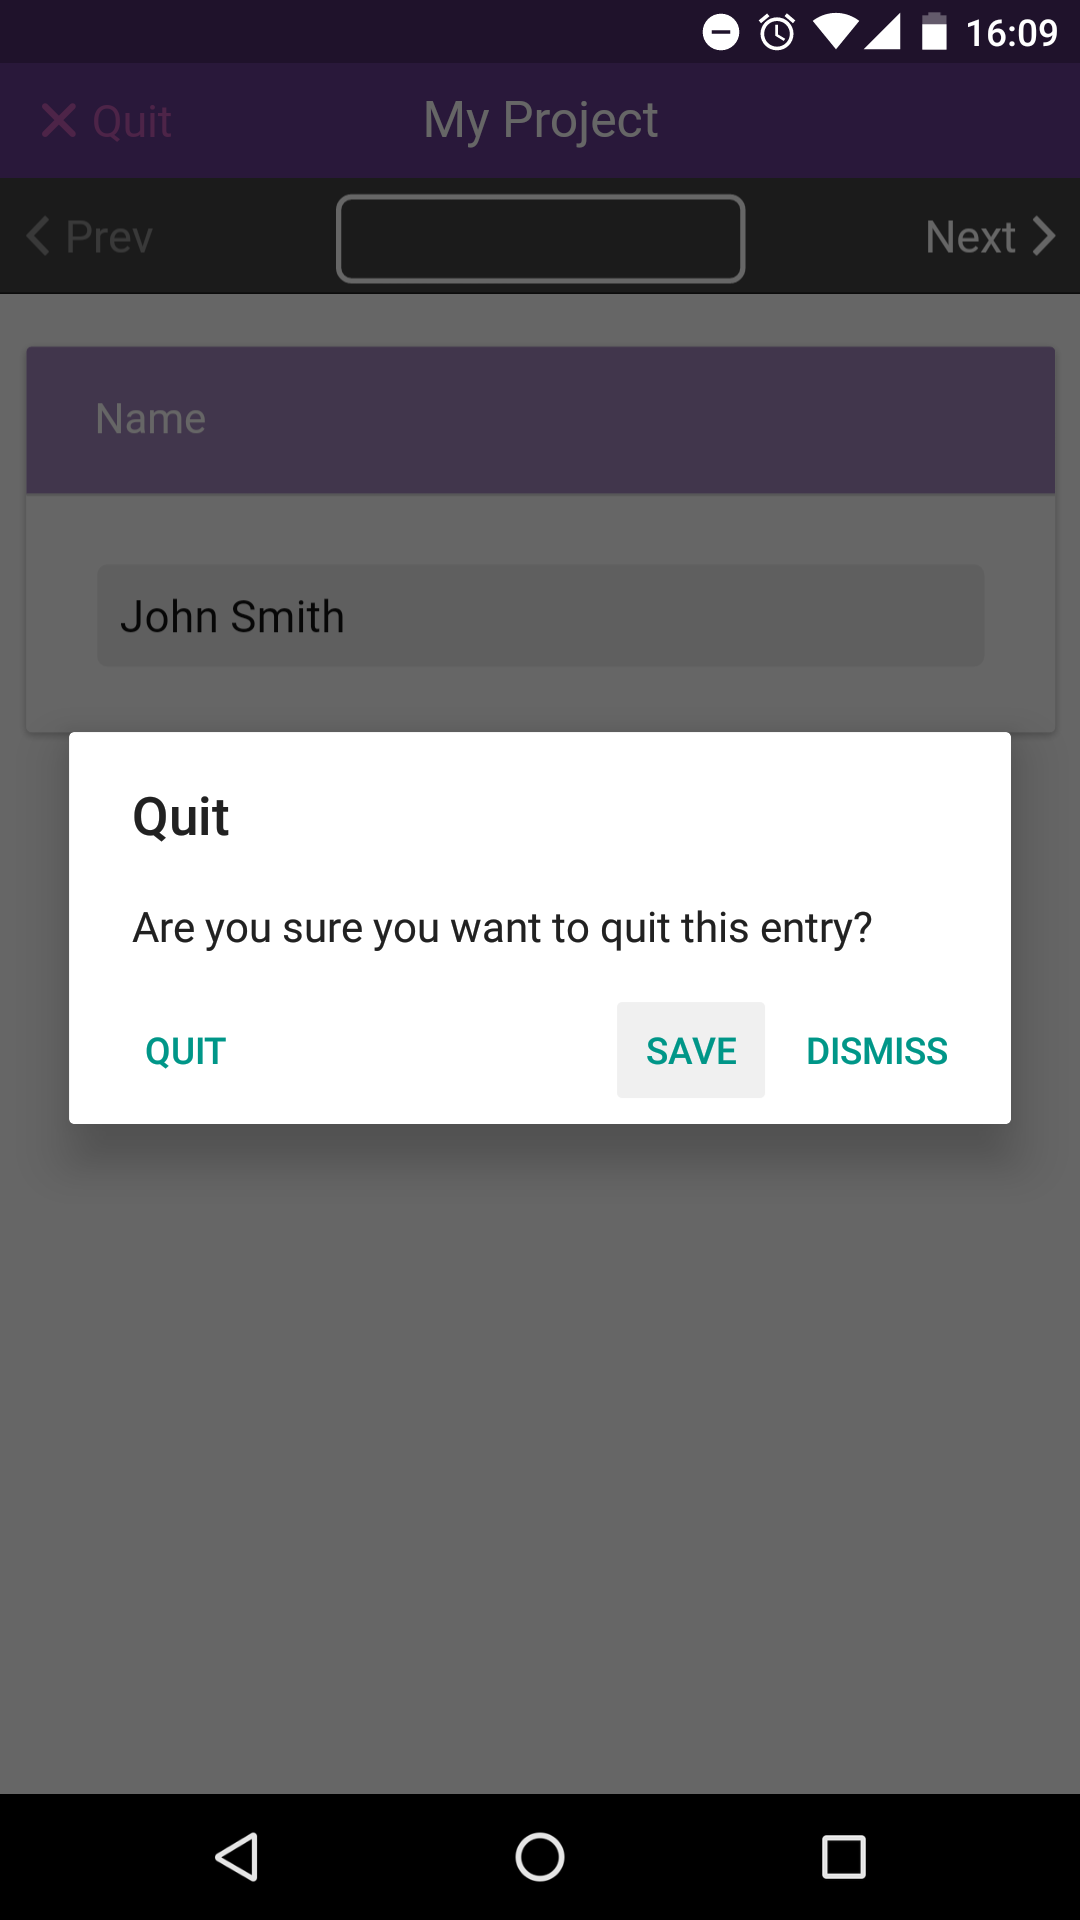 16:09
Quit My Project
Prev Next
Name
John Smith
Quit
Are you sure you want to quit this entry?
QUIT SAVE DISMISS